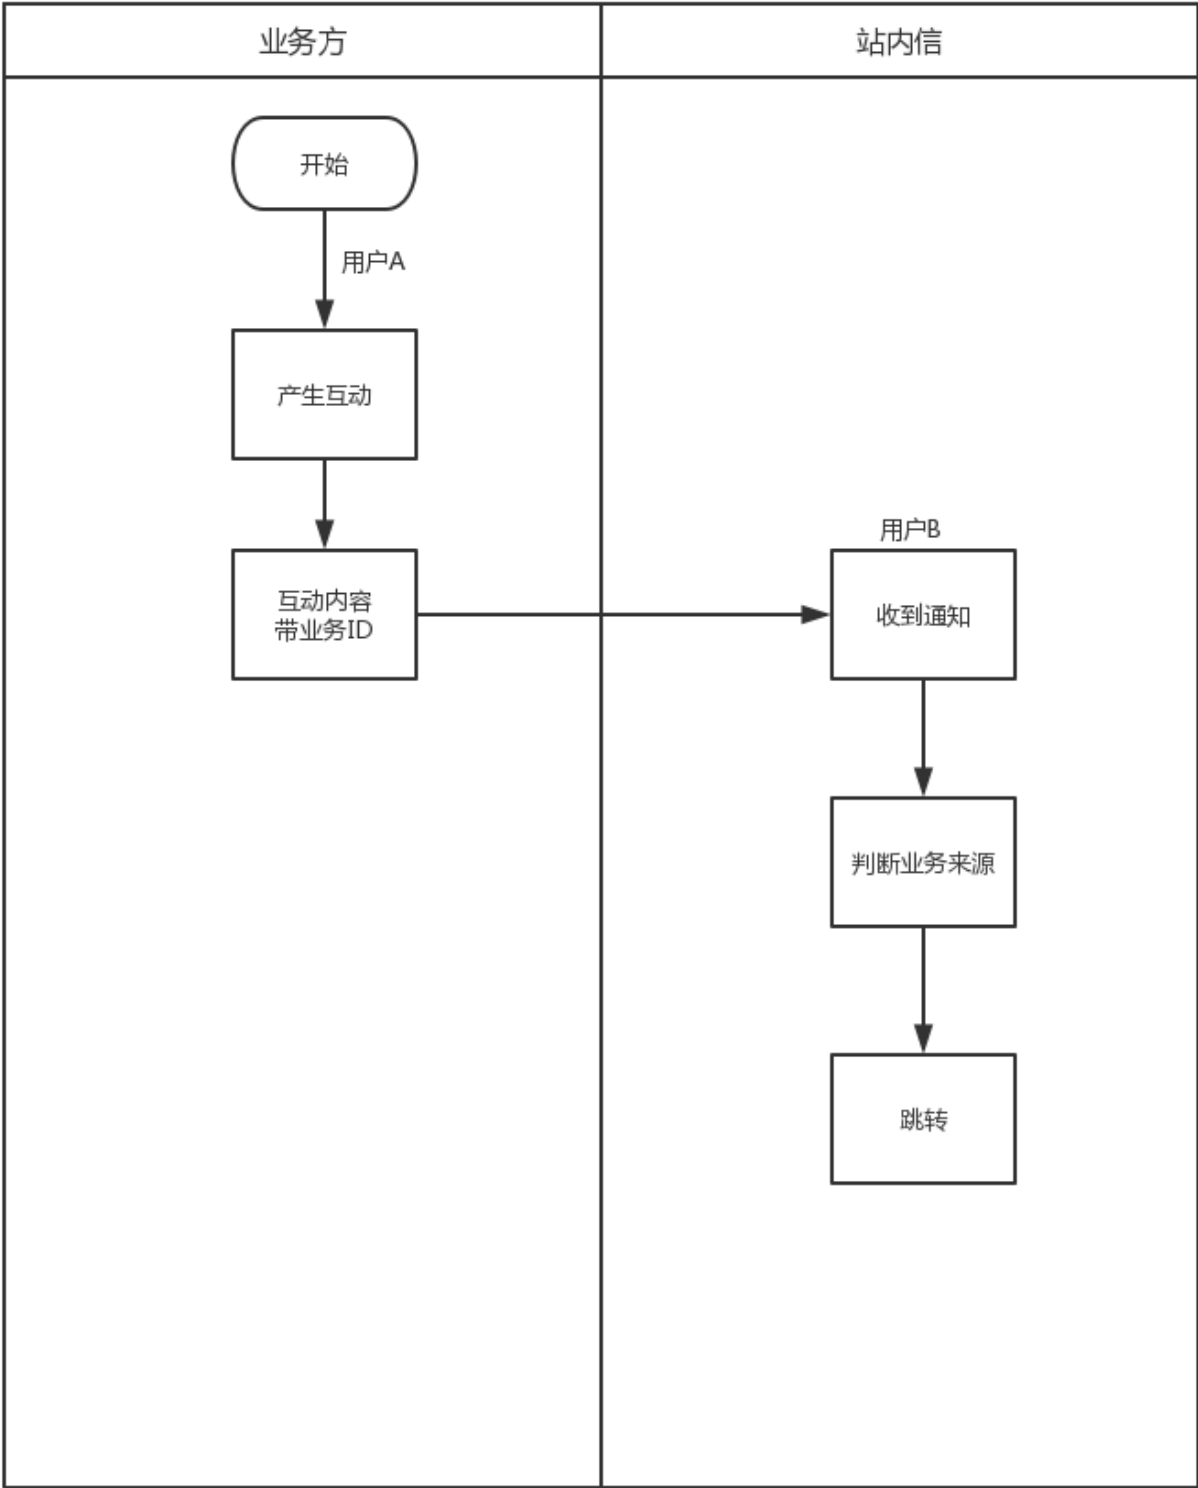 业务方
站内信
开始
用户A
产生互动
互动内容
带业务ID
用户B
收到通知
判断业务来源
跳转